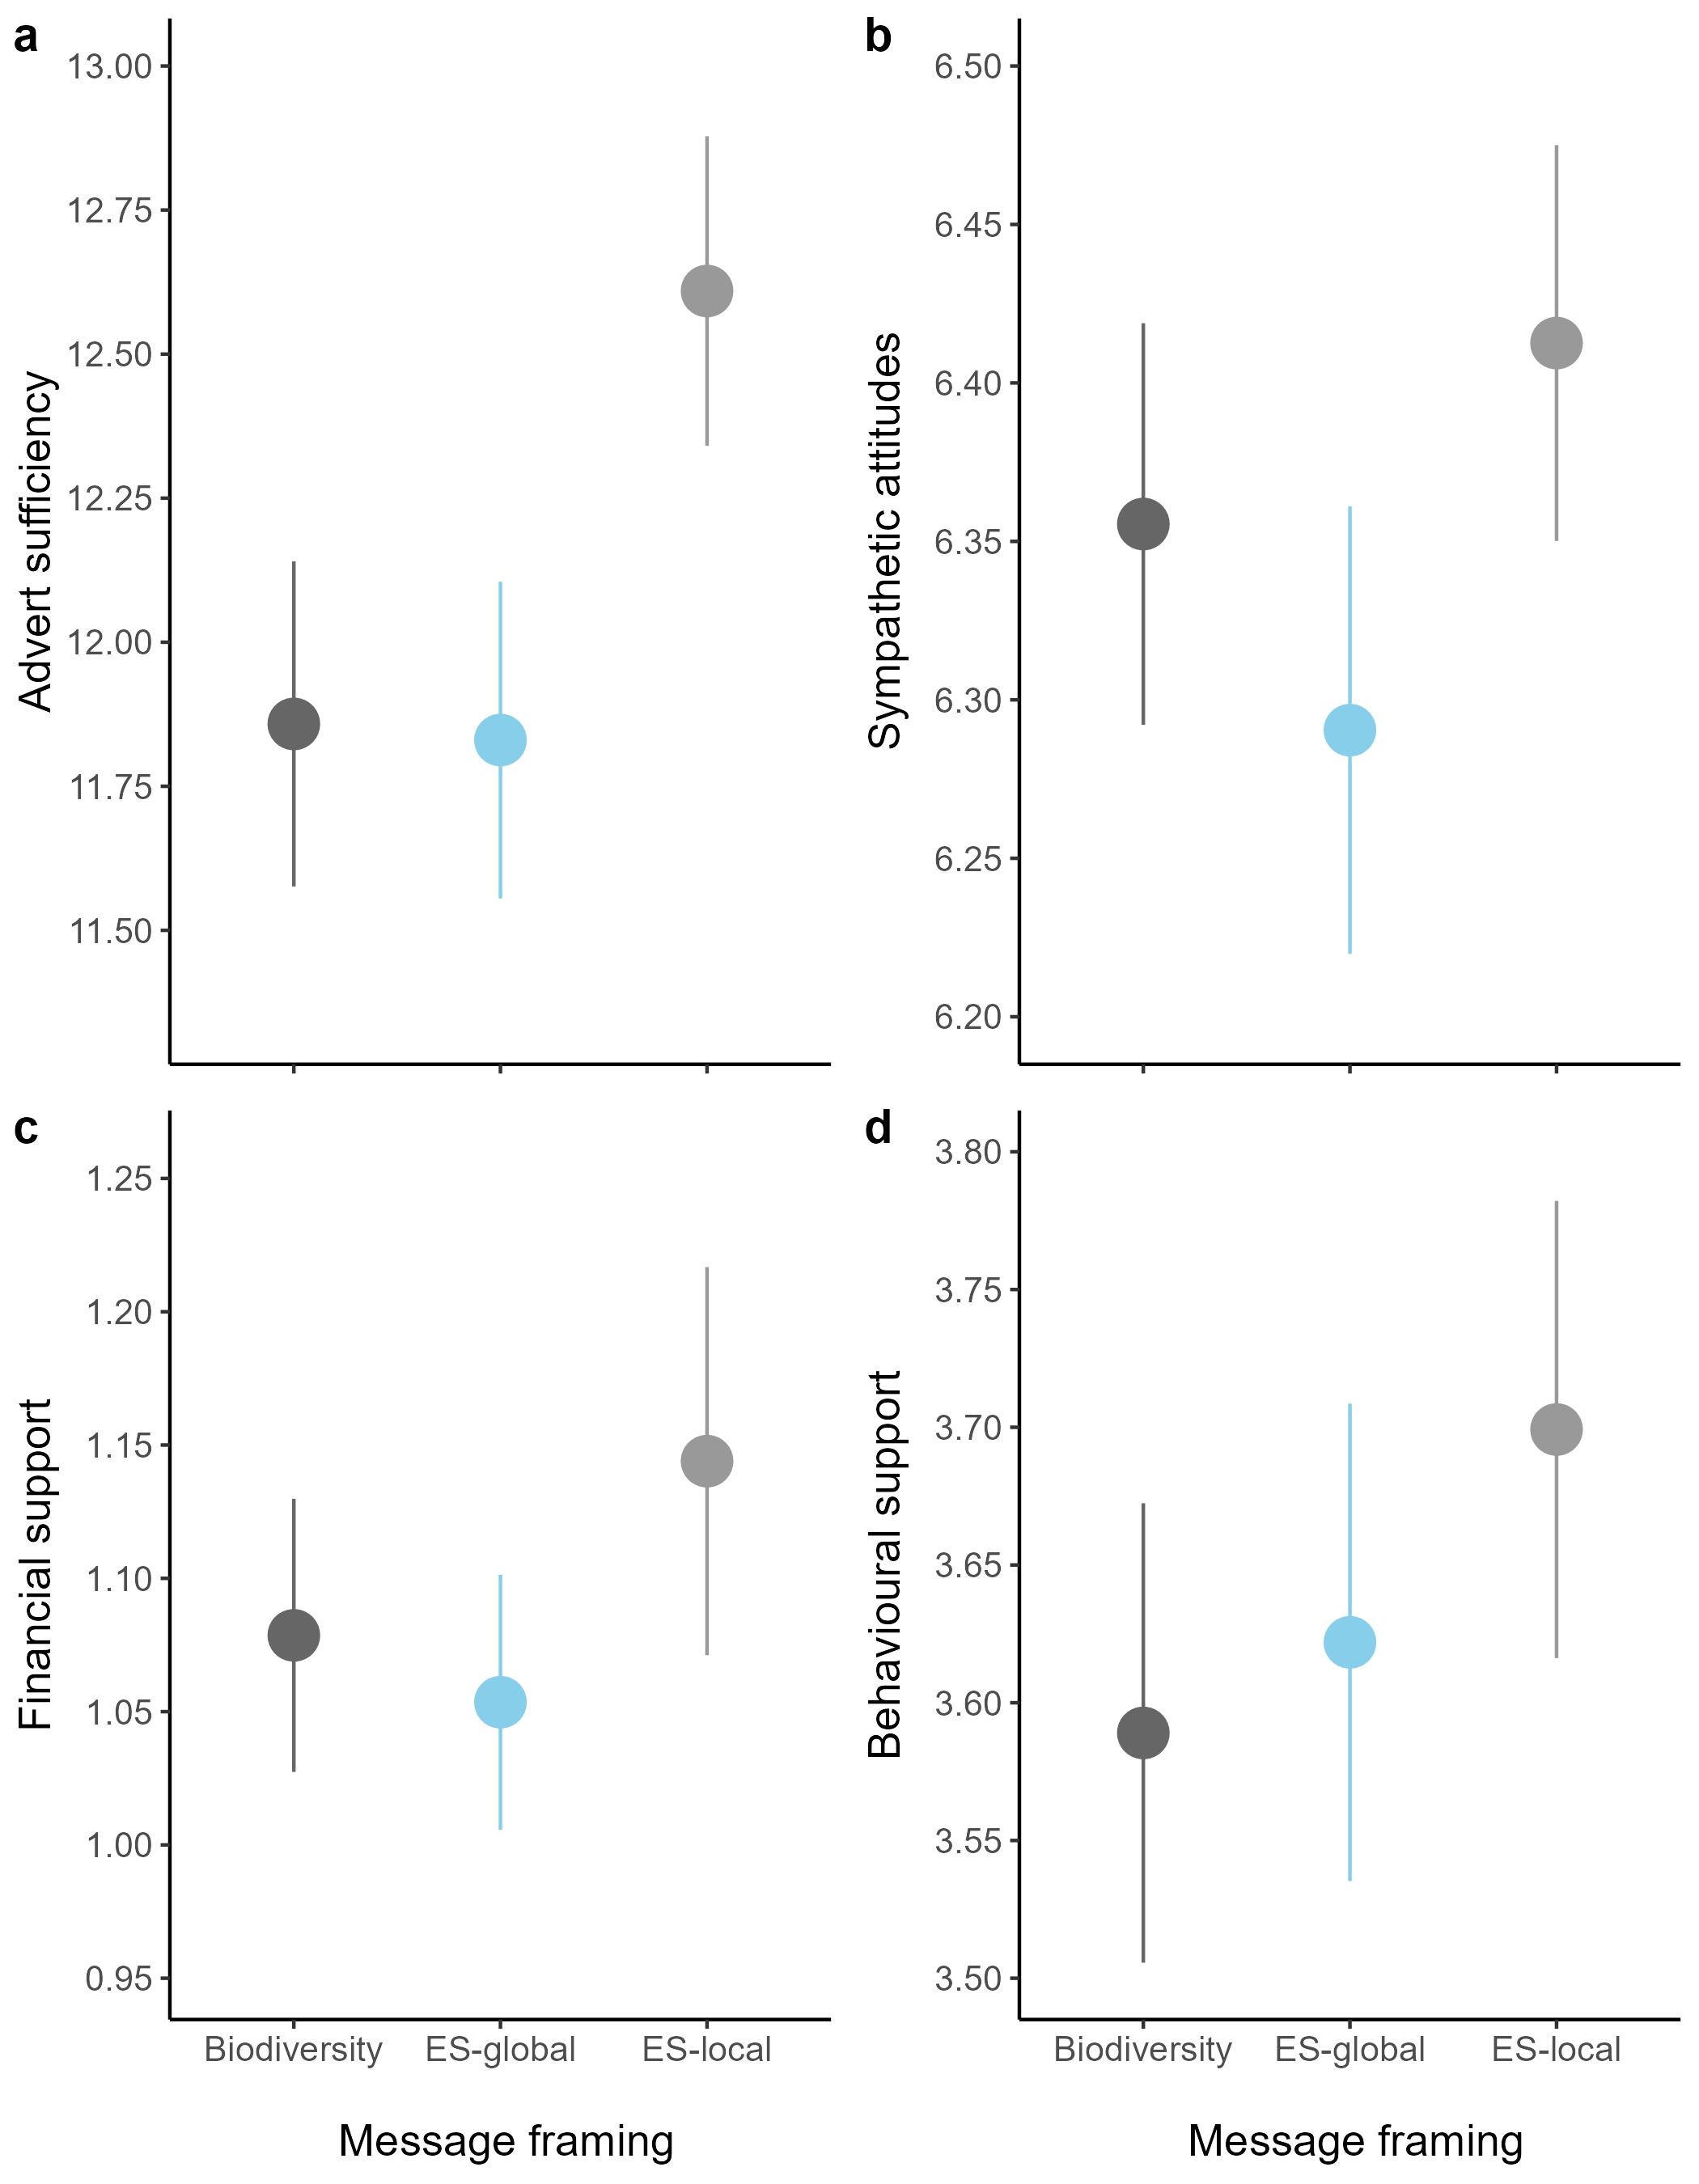 a
13.00
12.75
12.50
12.25
12.00
11.75
11.50
Advert sufficiency
b
6.50
6.45
6.40
6.35
6.30
6.25
6.20
Sympathetic attitudes
c
1.25
1.20
1.15
1.10
1.05
1.00
0.95
Financial support
Biodiversity ES-global ES-local
Message framing
d
3.80
3.75
3.70
3.65
3.60
3.55
3.50
Behavioural support
Biodiversity ES-global ES-local
Message framing